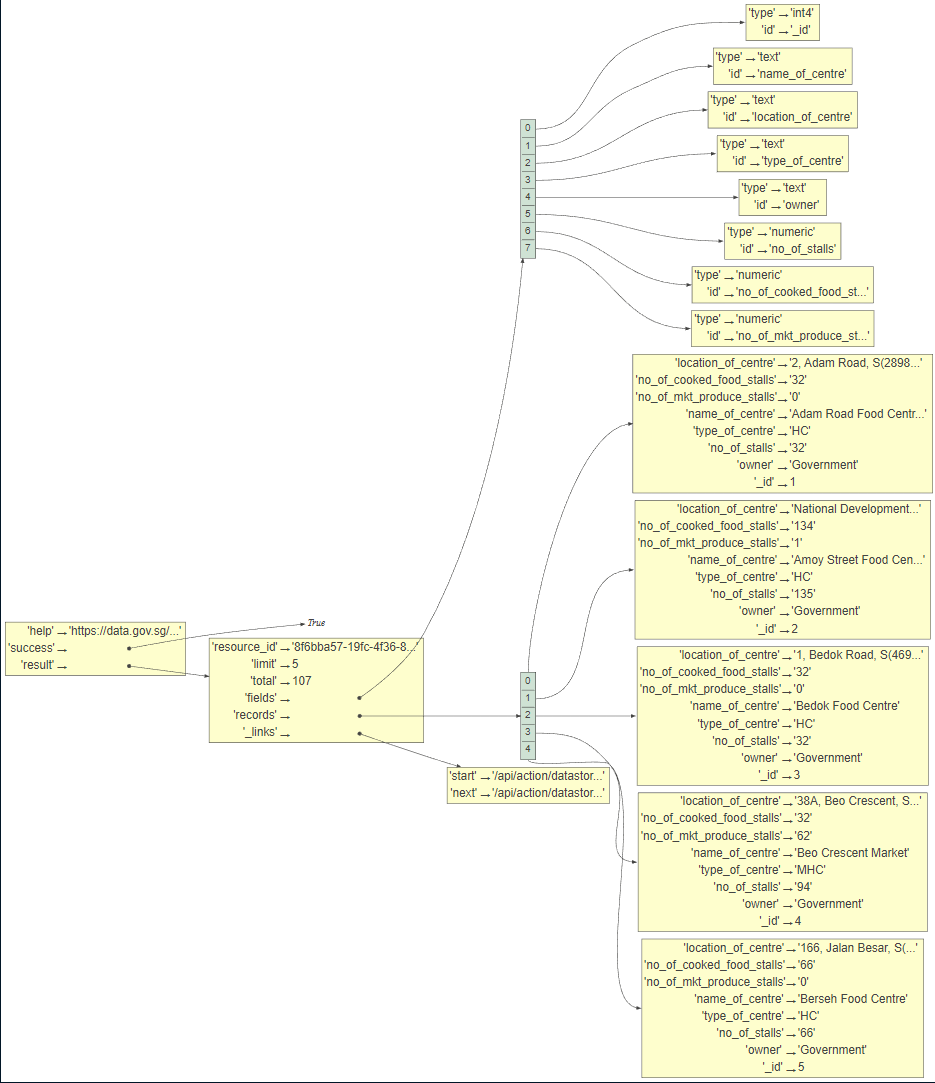 'type'→'int4'
'id'→'_id'
'type'→'text'
'id'→'name_of_centre'
'type'→'text'
'id'→'location_of_centre'
'type'→'text'
'id'→'type_of_centre'
'type'→'text'
'id'→'owner'
'type'→'numeric'
'id'→'no_of_stalls'
'type'→'numeric'
'id'→'no_of_cooked_food_st...'
'type'→'numeric'
'id'→'no_of_mkt_produce_st...'
0
1
2
3
4
5
6
7
'help'→'https://data.gov.sg/...'
'success'→
'result'→
True
'resource_id'→'8f6bba57-19fc-4f36-8...'
'limit'→5
'total'→107
'fields'→
'records'→
'_links'→
'start'→'/api/action/datastor...'
'next'→'/api/action/datastor...'
0
1
2
3
4
'location_of_centre'→'2, Adam Road, S(2898...'
'no_of_cooked_food_stalls'→'32'
'no_of_mkt_produce_stalls'→'0'
'name_of_centre'→'Adam Road Food Centr...'
'type_of_centre'→'HC'
'no_of_stalls'→'32'
'owner'→'Government'
'_id'→1
'location_of_centre'→'National Development...'
'no_of_cooked_food_stalls'→'134'
'no_of_mkt_produce_stalls'→'1'
'name_of_centre'→'Amoy Street Food Cen...'
'type_of_centre'→'HC'
'no_of_stalls'→'135'
'owner'→'Government'
'_id'→2
'location_of_centre'→'1, Bedok Road, S(469...'
'no_of_cooked_food_stalls'→'32'
'no_of_mkt_produce_stalls'→'0'
'name_of_centre'→'Bedok Food Centre'
'type_of_centre'→'HC'
'no_of_stalls'→'32'
'owner'→'Government'
'_id'→3
'location_of_centre'→'38A, Beo Crescent, S...'
'no_of_cooked_food_stalls'→'32'
'no_of_mkt_produce_stalls'→'62'
'name_of_centre'→'Beo Crescent Market'
'type_of_centre'→'MHC'
'no_of_stalls'→'94'
'owner'→'Government'
'_id'→4
'location_of_centre'→'166, Jalan Besar, S(...'
'no_of_cooked_food_stalls'→'66'
'no_of_mkt_produce_stalls'→'0'
'name_of_centre'→'Berseh Food Centre'
'type_of_centre'→'HC'
'no_of_stalls'→'66'
'owner'→'Government'
'_id'→5